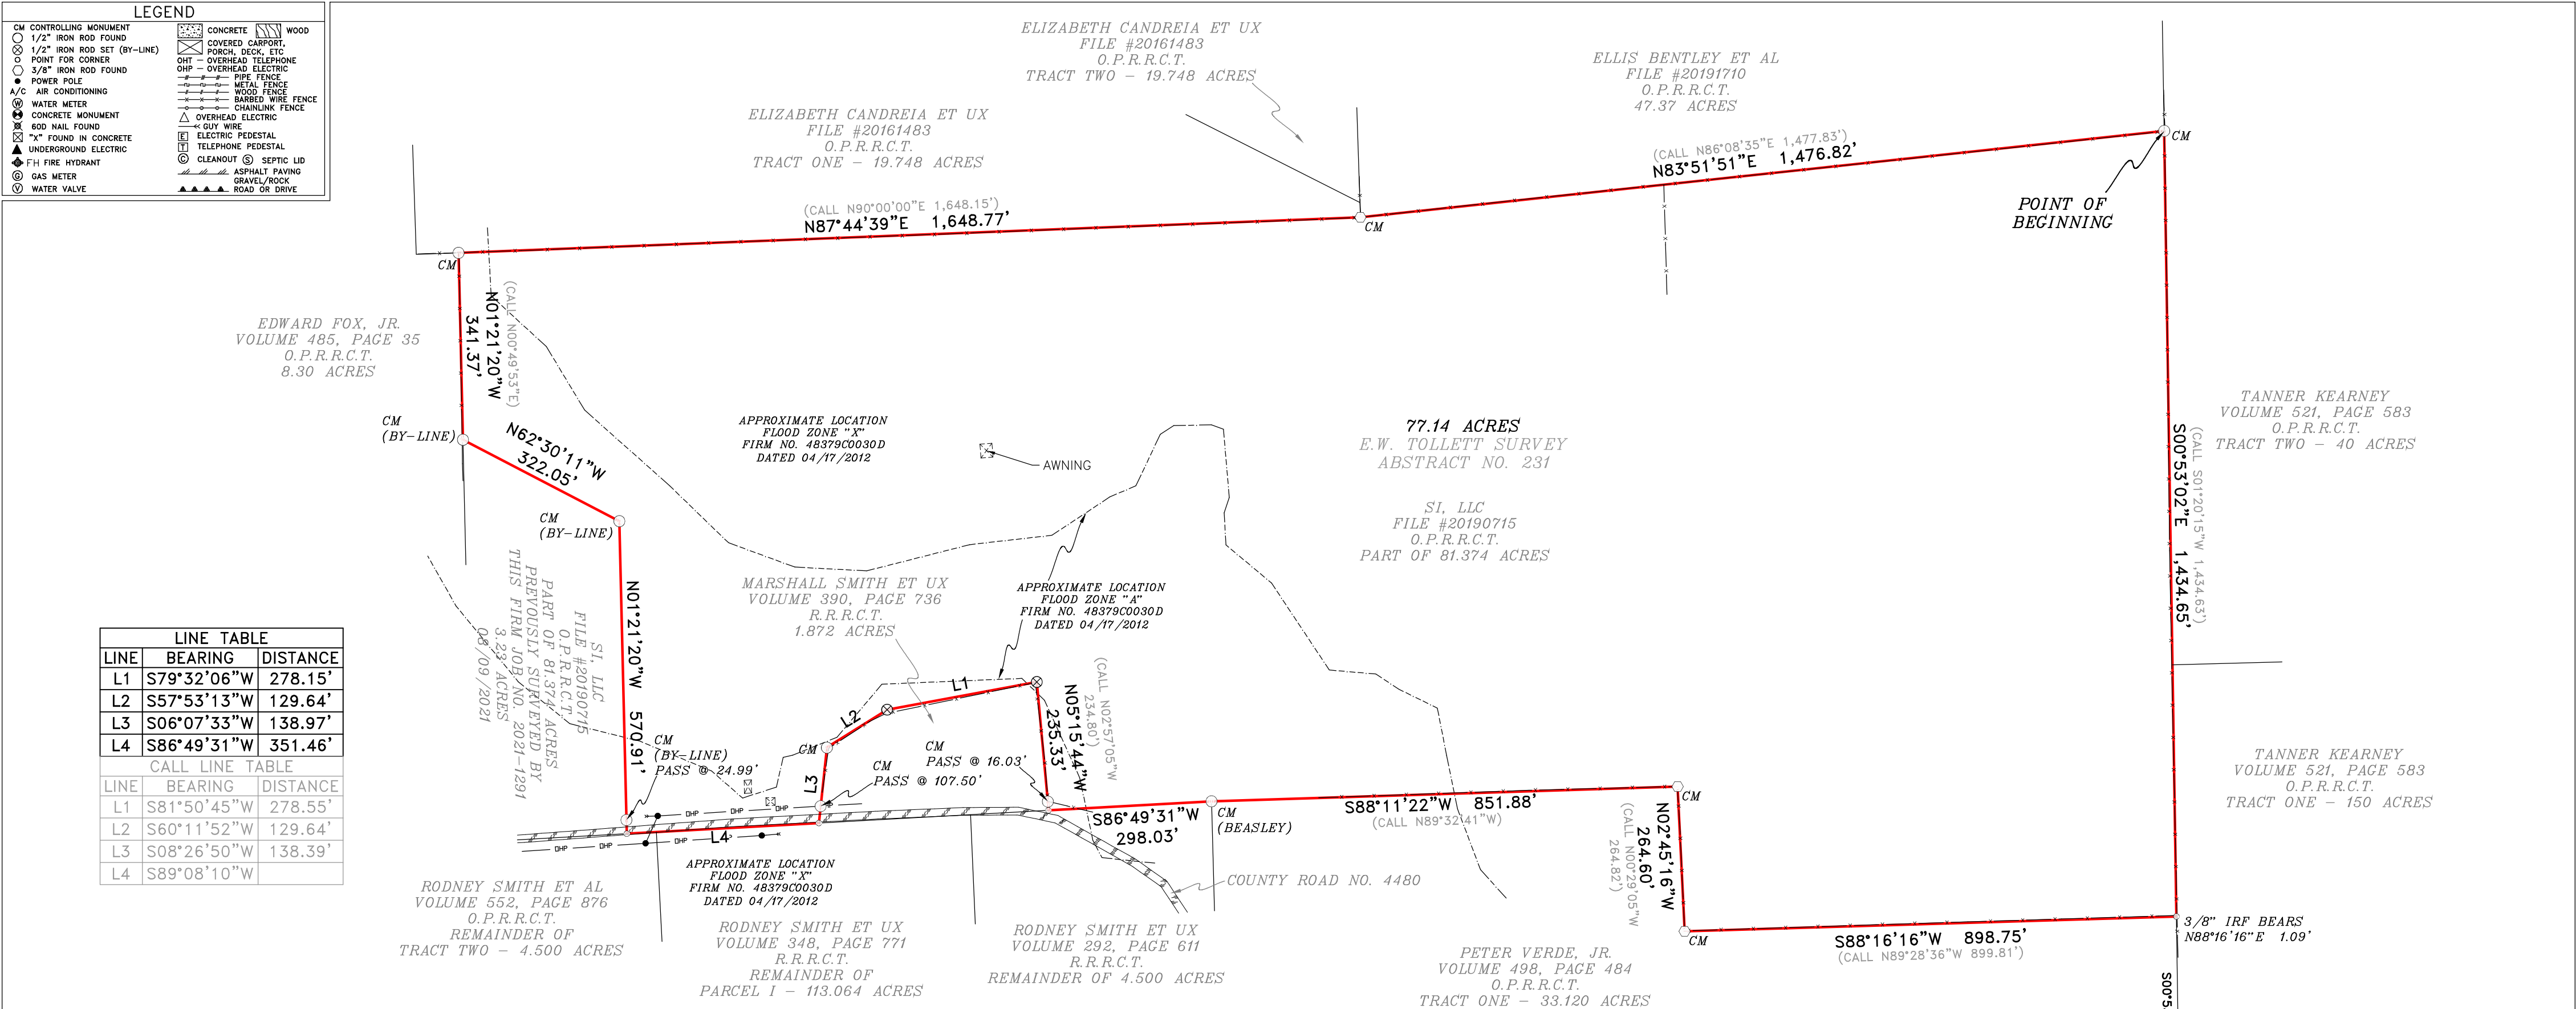 LEGEND
CM CONTROLLING MONUMENT
1/2" IRON ROD FOUND
1/2" IRON ROD SET (BY-LINE)
POINT FOR CORNER
3/8" IRON ROD FOUND
POWER POLE
A/C AIR CONDITIONING
W WATER METER
CONCRETE MONUMENT
60D NAIL FOUND
"X" FOUND IN CONCRETE
UNDERGROUND ELECTRIC
FH FIRE HYDRANT
G GAS METER
V WATER VALVE
CONCRETE WOOD
COVERED CARPORT,
PORCH, DECK, ETC
OHT - OVERHEAD TELEPHONE
OHP - OVERHEAD ELECTRIC
PIPE FENCE
METAL FENCE
WOOD FENCE
BARBED WIRE FENCE
CHAINLINK FENCE
OVERHEAD ELECTRIC
GUY WIRE
E ELECTRIC PEDESTAL
T TELEPHONE PEDESTAL
C CLEANOUT S SEPTIC LID
ASPHALT PAVING
GRAVEL/ROCK
ROAD OR DRIVE
ELIZABETH CANDREIA ET UX
FILE #20161483
O.P.R.R.C.T.
TRACT TWO - 19.748 ACRES
ELLIS BENTLEY ET AL
FILE #20191710
O.P.R.R.C.T.
47.37 ACRES
ELIZABETH CANDREIA ET UX
FILE #20161483
O.P.R.R.C.T.
TRACT ONE - 19.748 ACRES
(CALL N86°08'35"E 1,477.83')
N83°51'51"E 1,476.82'
CM
POINT OF
BEGINNING
(CALL N90°00'00"E 1,648.15')
N87°44'39"E 1,648.77'
CM
CM
N01°21'20"W
341.37'
(CALL N00°49'53"E)
EDWARD FOX, JR.
VOLUME 485, PAGE 35
O.P.R.R.C.T.
8.30 ACRES
CM
(BY-LINE)
N62°30'11"W
322.05'
CM
(BY-LINE)
APPROXIMATE LOCATION
FLOOD ZONE "X"
FIRM NO. 48379C0030D
DATED 04/17/2012
AWNING
77.14 ACRES
E.W. TOLLETT SURVEY
ABSTRACT NO. 231
SI, LLC
FILE #20190715
O.P.R.R.C.T.
PART OF 81.374 ACRES
TANNER KEARNEY
VOLUME 521, PAGE 583
O.P.R.R.C.T.
TRACT TWO - 40 ACRES
(CALL S01°20'15"W 1,434.63')
S00°53'02"E 1,434.65'
SI, LLC
FILE #20190715
O.P.R.R.C.T
PART OF 81.374 ACRES
PREVOUSLY SURVEYED BY
THIS FIRM JOB NO. 2021-1291
3.23 ACRES
08/09/2021
N01°21'20"W 570.91'
MARSHALL SMITH ET UX
VOLUME 390, PAGE 736
R.R.R.C.T.
1.872 ACRES
APPROXIMATE LOCATION
FLOOD ZONE "A"
FIRM NO. 48379C0030D
DATED 04/17/2012
LINE TABLE
LINE BEARING DISTANCE
L1 S79°32'06"W 278.15'
L2 S57°53'13"W 129.64'
L3 S06°07'33"W 138.97'
L4 S86°49'31"W 351.46'
CALL LINE TABLE
LINE BEARING DISTANCE
L1 S81°50'45"W 278.55'
L2 S60°11'52"W 129.64'
L3 S08°26'50"W 138.39'
L4 S89°08'10"W
CM
(BY-LINE)
PASS @ 24.99'
L1
L2
CM
L3
CM
PASS @ 16.03'
CM
PASS @ 107.50'
(CALL N02°57'05"W
234.80')
N05°15'44"W
235.33'
OHP OHP OHP
OHP OHP OHP
L4
S86°49'31"W
298.03'
CM
(BEASLEY)
S88°11'22"W 851.88'
(CALL N89°32'41"W)
CM
N02°45'16"W
264.60'
(CALL N00°29'05"W
264.82')
CM
S88°16'16"W 898.75'
(CALL N89°28'36"W 899.81')
3/8" IRF BEARS
N88°16'16"E 1.09'
TANNER KEARNEY
VOLUME 521, PAGE 583
O.P.R.R.C.T.
TRACT ONE - 150 ACRES
APPROXIMATE LOCATION
FLOOD ZONE "X"
FIRM NO. 48379C0030D
DATED 04/17/2012
COUNTY ROAD NO. 4480
RODNEY SMITH ET AL
VOLUME 552, PAGE 876
O.P.R.R.C.T.
REMAINDER OF
TRACT TWO - 4.500 ACRES
RODNEY SMITH ET UX
VOLUME 348, PAGE 771
R.R.R.C.T.
REMAINDER OF
PARCEL I - 113.064 ACRES
RODNEY SMITH ET UX
VOLUME 292, PAGE 611
R.R.R.C.T.
REMAINDER OF 4.500 ACRES
PETER VERDE, JR.
VOLUME 498, PAGE 484
O.P.R.R.C.T.
TRACT ONE - 33.120 ACRES
S00°5